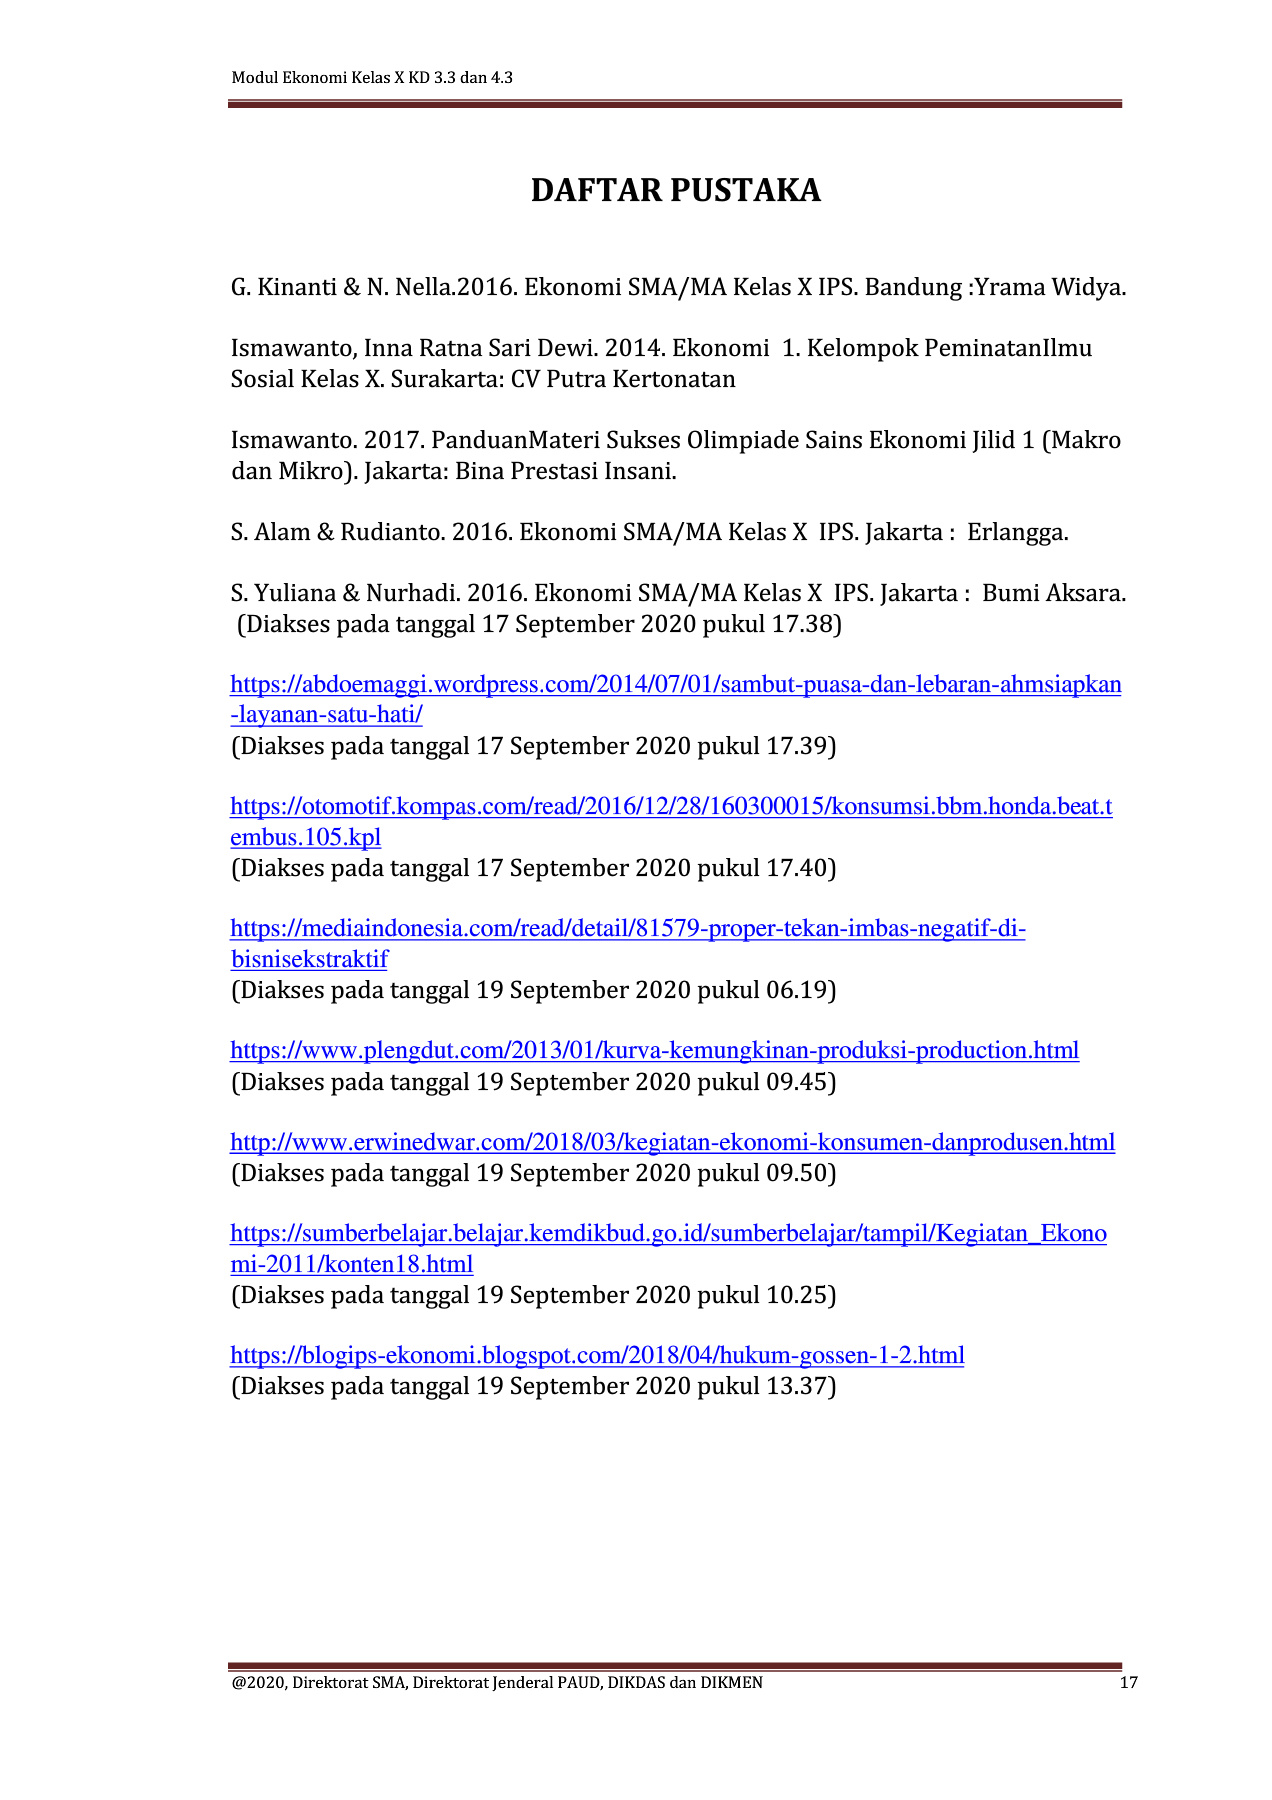 Modul Ekonomi Kelas X KD 3.3 dan 4.3
DAFTAR PUSTAKA
G. Kinanti & N. Nella.2016. Ekonomi SMA/MA Kelas X IPS. Bandung :Yrama Widya.
Ismawanto, Inna Ratna Sari Dewi. 2014. Ekonomi  1. Kelompok PeminatanIlmu
Sosial Kelas X. Surakarta: CV Putra Kertonatan
Ismawanto. 2017. PanduanMateri Sukses Olimpiade Sains Ekonomi Jilid 1 (Makro
dan Mikro). Jakarta: Bina Prestasi Insani.
S. Alam & Rudianto. 2016. Ekonomi SMA/MA Kelas X  IPS. Jakarta :  Erlangga.
S. Yuliana & Nurhadi. 2016. Ekonomi SMA/MA Kelas X  IPS. Jakarta :  Bumi Aksara.
(Diakses pada tanggal 17 September 2020 pukul 17.38)
https://abdoemaggi.wordpress.com/2014/07/01/sambut-puasa-dan-lebaran-ahmsiapkan
-layanan-satu-hati/
(Diakses pada tanggal 17 September 2020 pukul 17.39)
https://otomotif.kompas.com/read/2016/12/28/160300015/konsumsi.bbm.honda.beat.t
embus.105.kpl
(Diakses pada tanggal 17 September 2020 pukul 17.40)
https://mediaindonesia.com/read/detail/81579-proper-tekan-imbas-negatif-di-
bisnisekstraktif
(Diakses pada tanggal 19 September 2020 pukul 06.19)
https://www.plengdut.com/2013/01/kurva-kemungkinan-produksi-production.html
(Diakses pada tanggal 19 September 2020 pukul 09.45)
http://www.erwinedwar.com/2018/03/kegiatan-ekonomi-konsumen-danprodusen.html
(Diakses pada tanggal 19 September 2020 pukul 09.50)
https://sumberbelajar.belajar.kemdikbud.go.id/sumberbelajar/tampil/Kegiatan_Ekono
mi-2011/konten18.html
(Diakses pada tanggal 19 September 2020 pukul 10.25)
https://blogips-ekonomi.blogspot.com/2018/04/hukum-gossen-1-2.html
(Diakses pada tanggal 19 September 2020 pukul 13.37)
@2020, Direktorat SMA, Direktorat Jenderal PAUD, DIKDAS dan DIKMEN 17